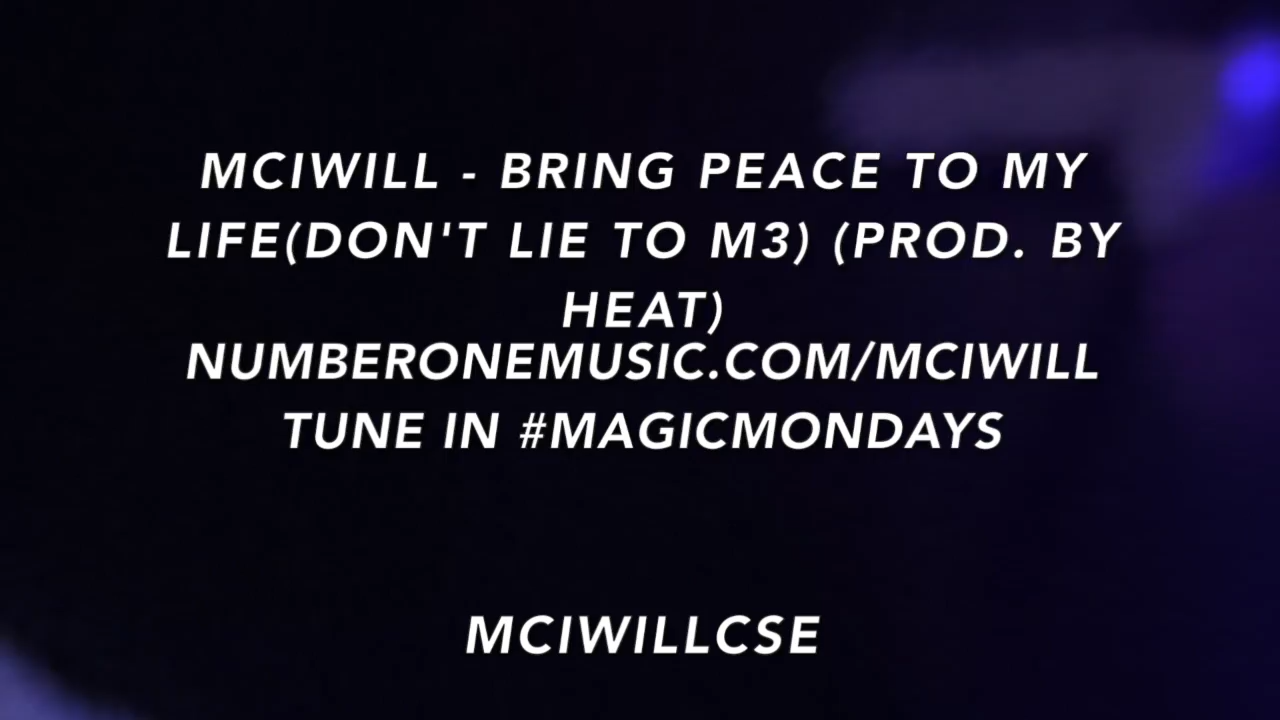 MCIWILL - BRING PEACE TO MY
LIFE(DON'T LIE TO M3) (PROD. BY
HEAT)
NUMBERONEMUSIC.COM/MCIWILL
TUNE IN #MAGICMONDAYS
MCIWILLCSE